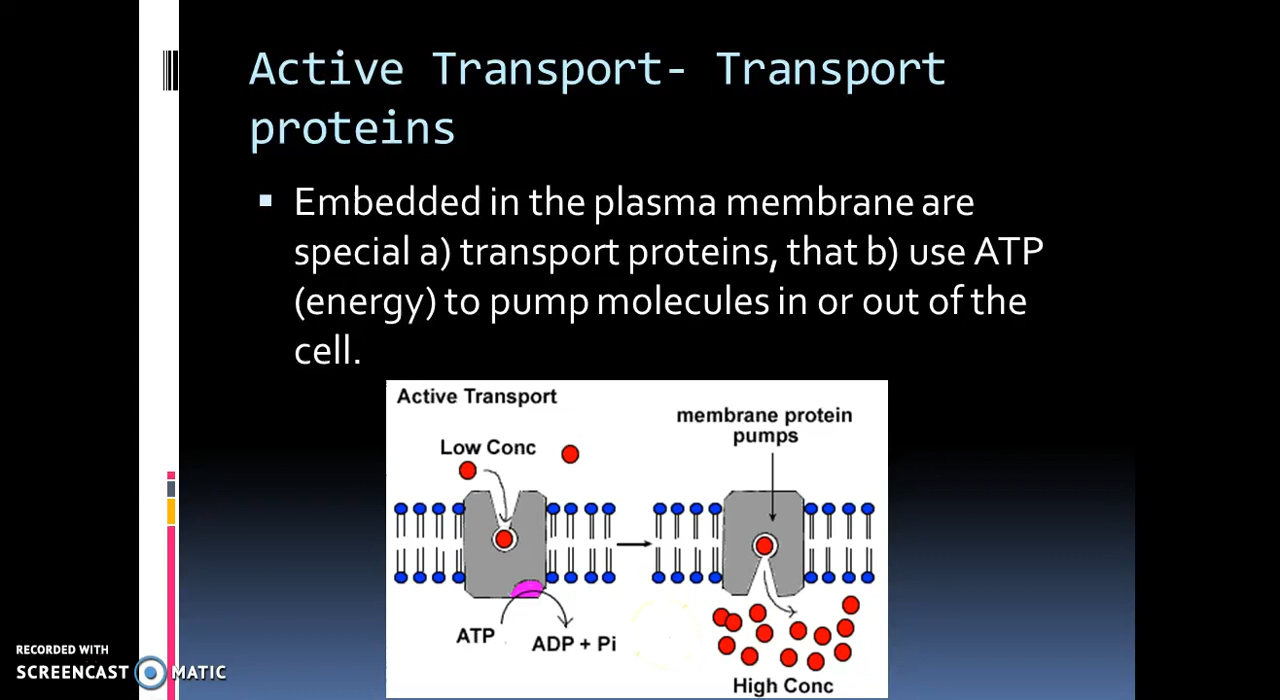 Active Transport- Transport
proteins
▪ Embedded in the plasma membrane are
special a) transport proteins, that b) use ATP
(energy) to pump molecules in or out of the
cell.
Active Transport
membrane protein
pumps
Low Conc
ATP
ADP + Pi
High Conc
RECORDED WITH
SCREENCAST MATIC